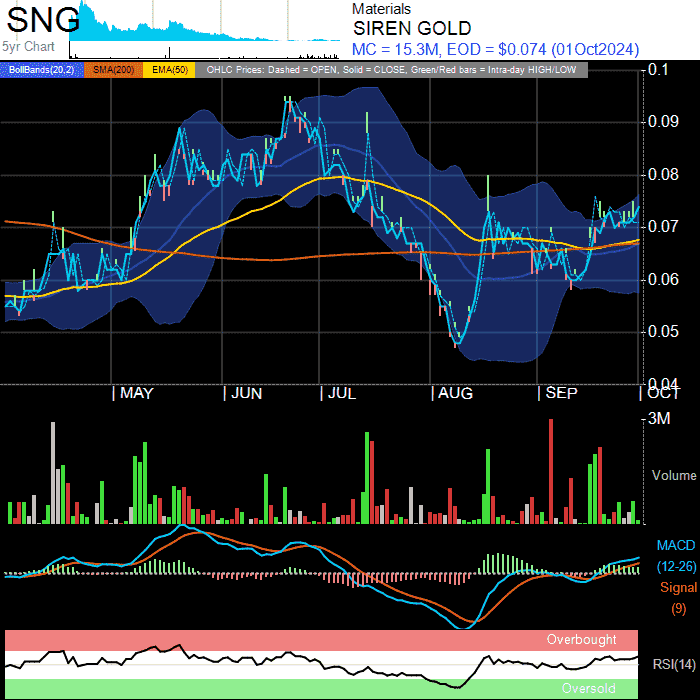 SNG
5yr Chart
Materials
SIREN GOLD
MC = 15.3M, EOD = $0.074 (01Oct2024)
BollBands(20,2) SMA(200) EMA(50) OHLC Prices: Dashed = OPEN, Solid = CLOSE, Green/Red bars = Intra-day HIGH/LOW
0.1
0.09
0.08
0.07
0.06
0.05
0.04
MAY JUN JUL AUG SEP OCT
3M
Volume
MACD
(12-26)
Signal
(9)
Overbought
RSI(14)
Oversold